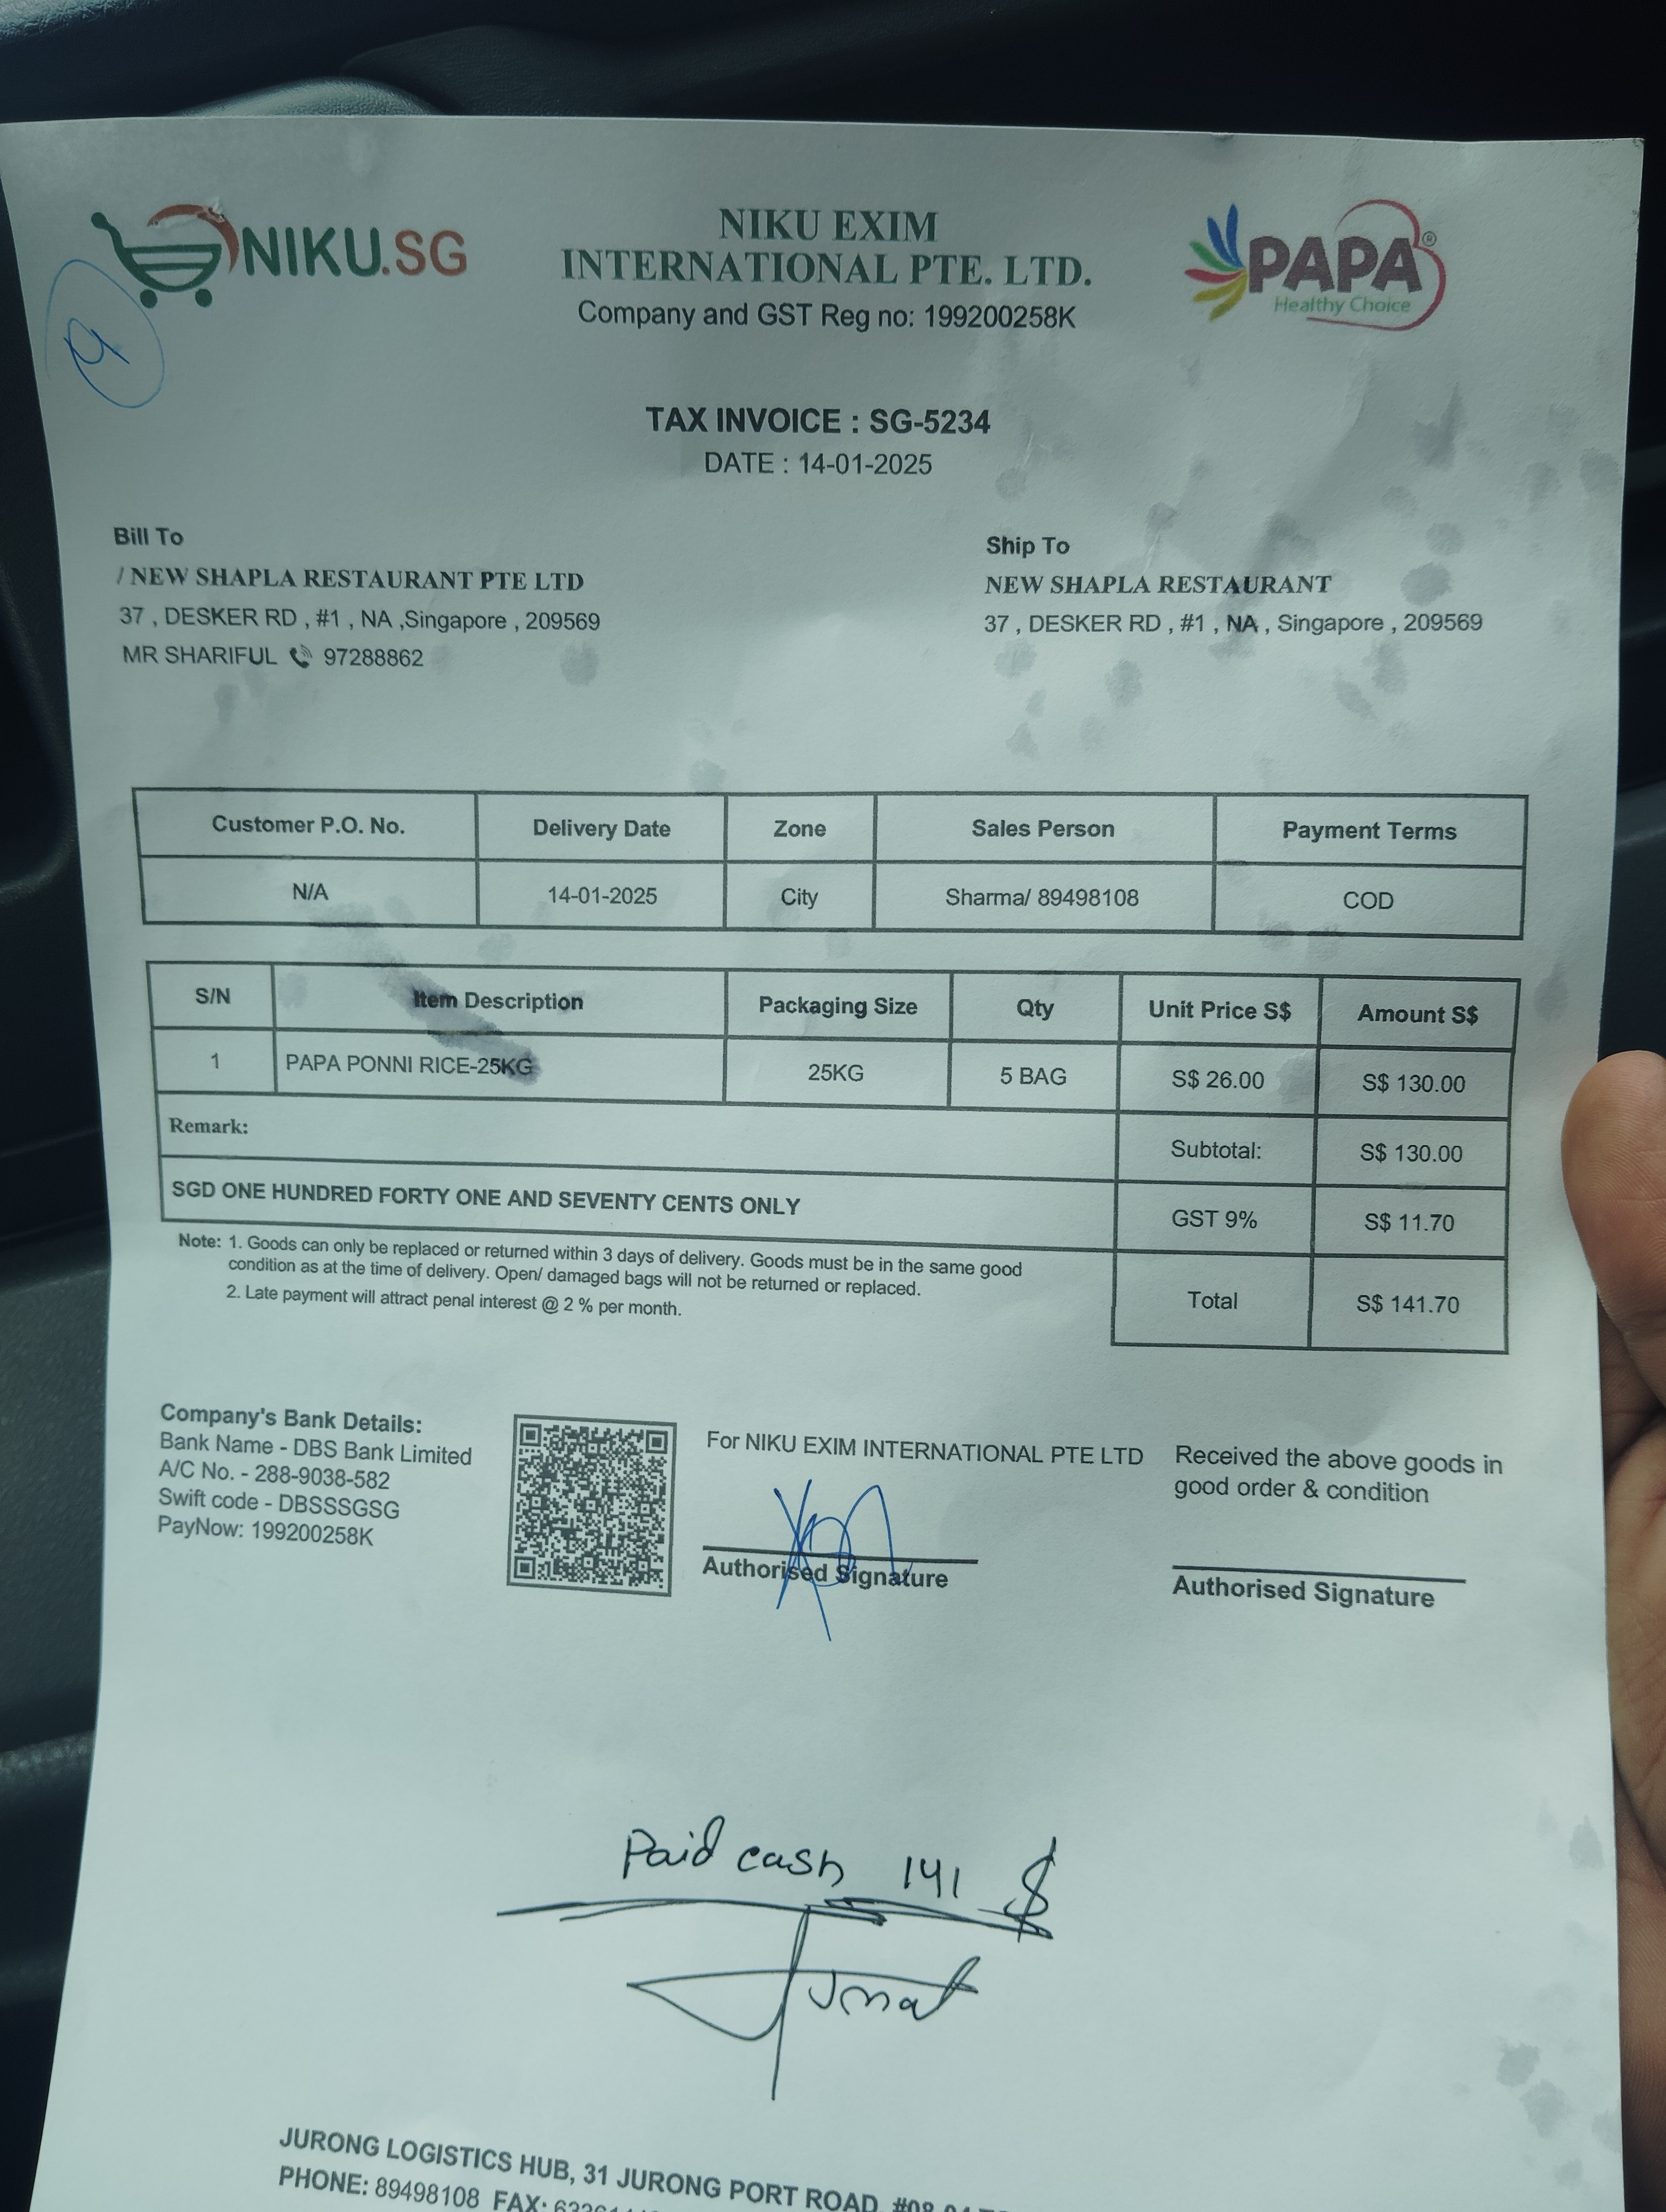 NIKU.SG
NIKU EXIM
INTERNATIONAL PTE. LTD.
Company and GST Reg no: 199200258K
PAPA®
Healthy Choice
TAX INVOICE : SG-5234
DATE : 14-01-2025
Bill To
/ NEW SHAPLA RESTAURANT PTE LTD
37 , DESKER RD , #1 , NA ,Singapore , 209569
MR SHARIFUL 97288862
Ship To
NEW SHAPLA RESTAURANT
37 , DESKER RD , #1 , NA , Singapore , 209569
Customer P.O. No. Delivery Date Zone Sales Person Payment Terms
N/A 14-01-2025 City Sharma/ 89498108 COD
S/N Item Description Packaging Size Qty Unit Price S$ Amount S$
1 PAPA PONNI RICE-25KG 25KG 5 BAG S$ 26.00 S$ 130.00
Remark:
Subtotal: S$ 130.00
SGD ONE HUNDRED FORTY ONE AND SEVENTY CENTS ONLY
GST 9% S$ 11.70
Total S$ 141.70
Note: 1. Goods can only be replaced or returned within 3 days of delivery. Goods must be in the same good
condition as at the time of delivery. Open/ damaged bags will not be returned or replaced.
2. Late payment will attract penal interest @ 2 % per month.
Company's Bank Details:
Bank Name - DBS Bank Limited
A/C No. - 288-9038-582
Swift code - DBSSSGSG
PayNow: 199200258K
For NIKU EXIM INTERNATIONAL PTE LTD
Authorised Signature
Received the above goods in
good order & condition
Authorised Signature
Paid cash 141 $
JURONG LOGISTICS HUB, 31 JURONG PORT ROAD,
PHONE: 89498108 FAX: